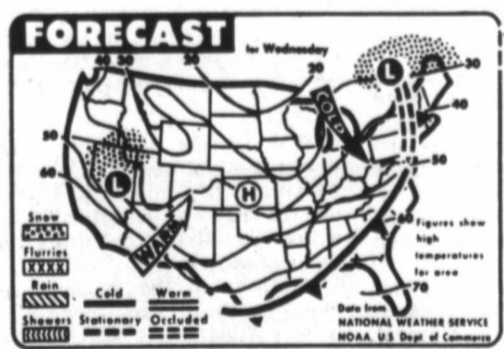 FORECAST
for Wednesday
40 30 20 20 30
L
COLD
40
50
50
60
L
H
WARM
60
70
Snow
Flurries
XXXX
Rain
Showers
Cold Warm
Stationary Occluded
Figures show
high
temperatures
for area
Data from
NATIONAL WEATHER SERVICE
NOAA, U.S. Dept of Commerce